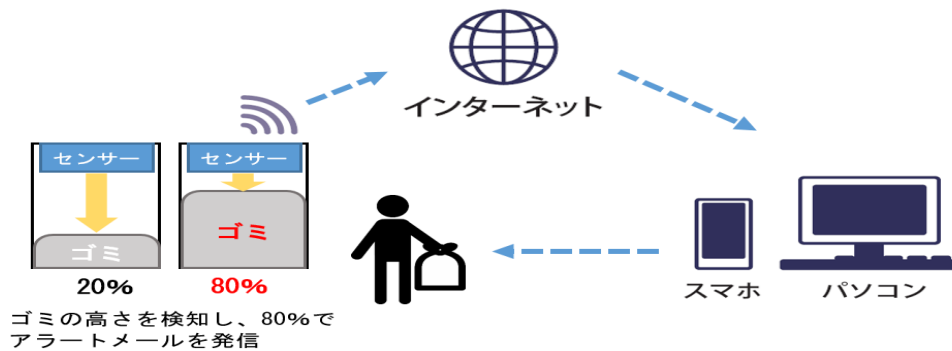 インターネット
センサー
センサー
ゴミ
ゴミ
20%
80%
スマホ
パソコン
ゴミの高さを検知し、80%で
アラートメールを発信